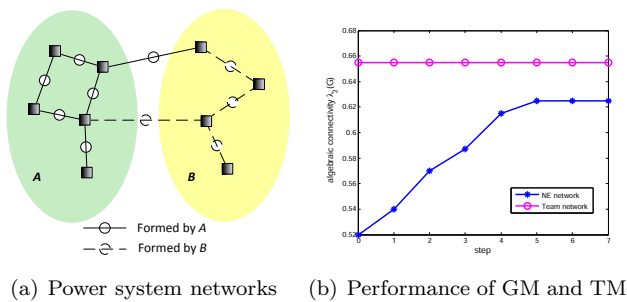 A
B
Formed by A
Formed by B
(a) Power system networks
algebraic connectivity λ2(G)
0.68
0.66
0.64
0.62
0.6
0.58
0.56
0.54
0.52
0
1
2
3
4
5
6
7
step
NE network
Team network
(b) Performance of GM and TM